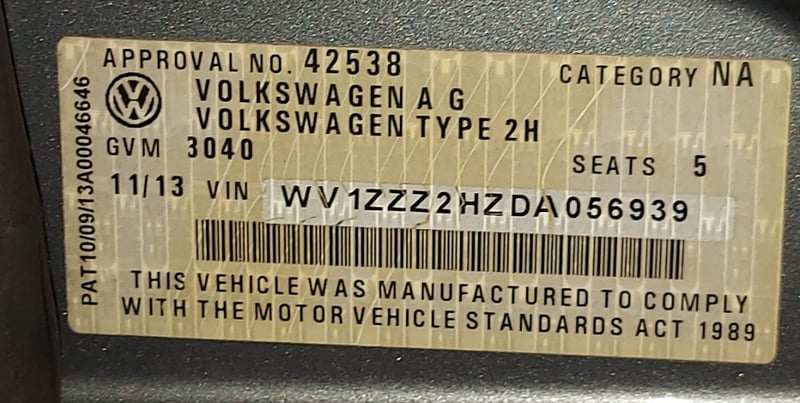 APPROVAL NO. 42538 CATEGORY NA
VOLKSWAGEN A G
VOLKSWAGEN TYPE 2H
GVM 3040 SEATS 5
11/13 VIN WV1ZZZ2HZDA056939
THIS VEHICLE WAS MANUFACTURED TO COMPLY
WITH THE MOTOR VEHICLE STANDARDS ACT 1989
PAT10/09/13A00046646